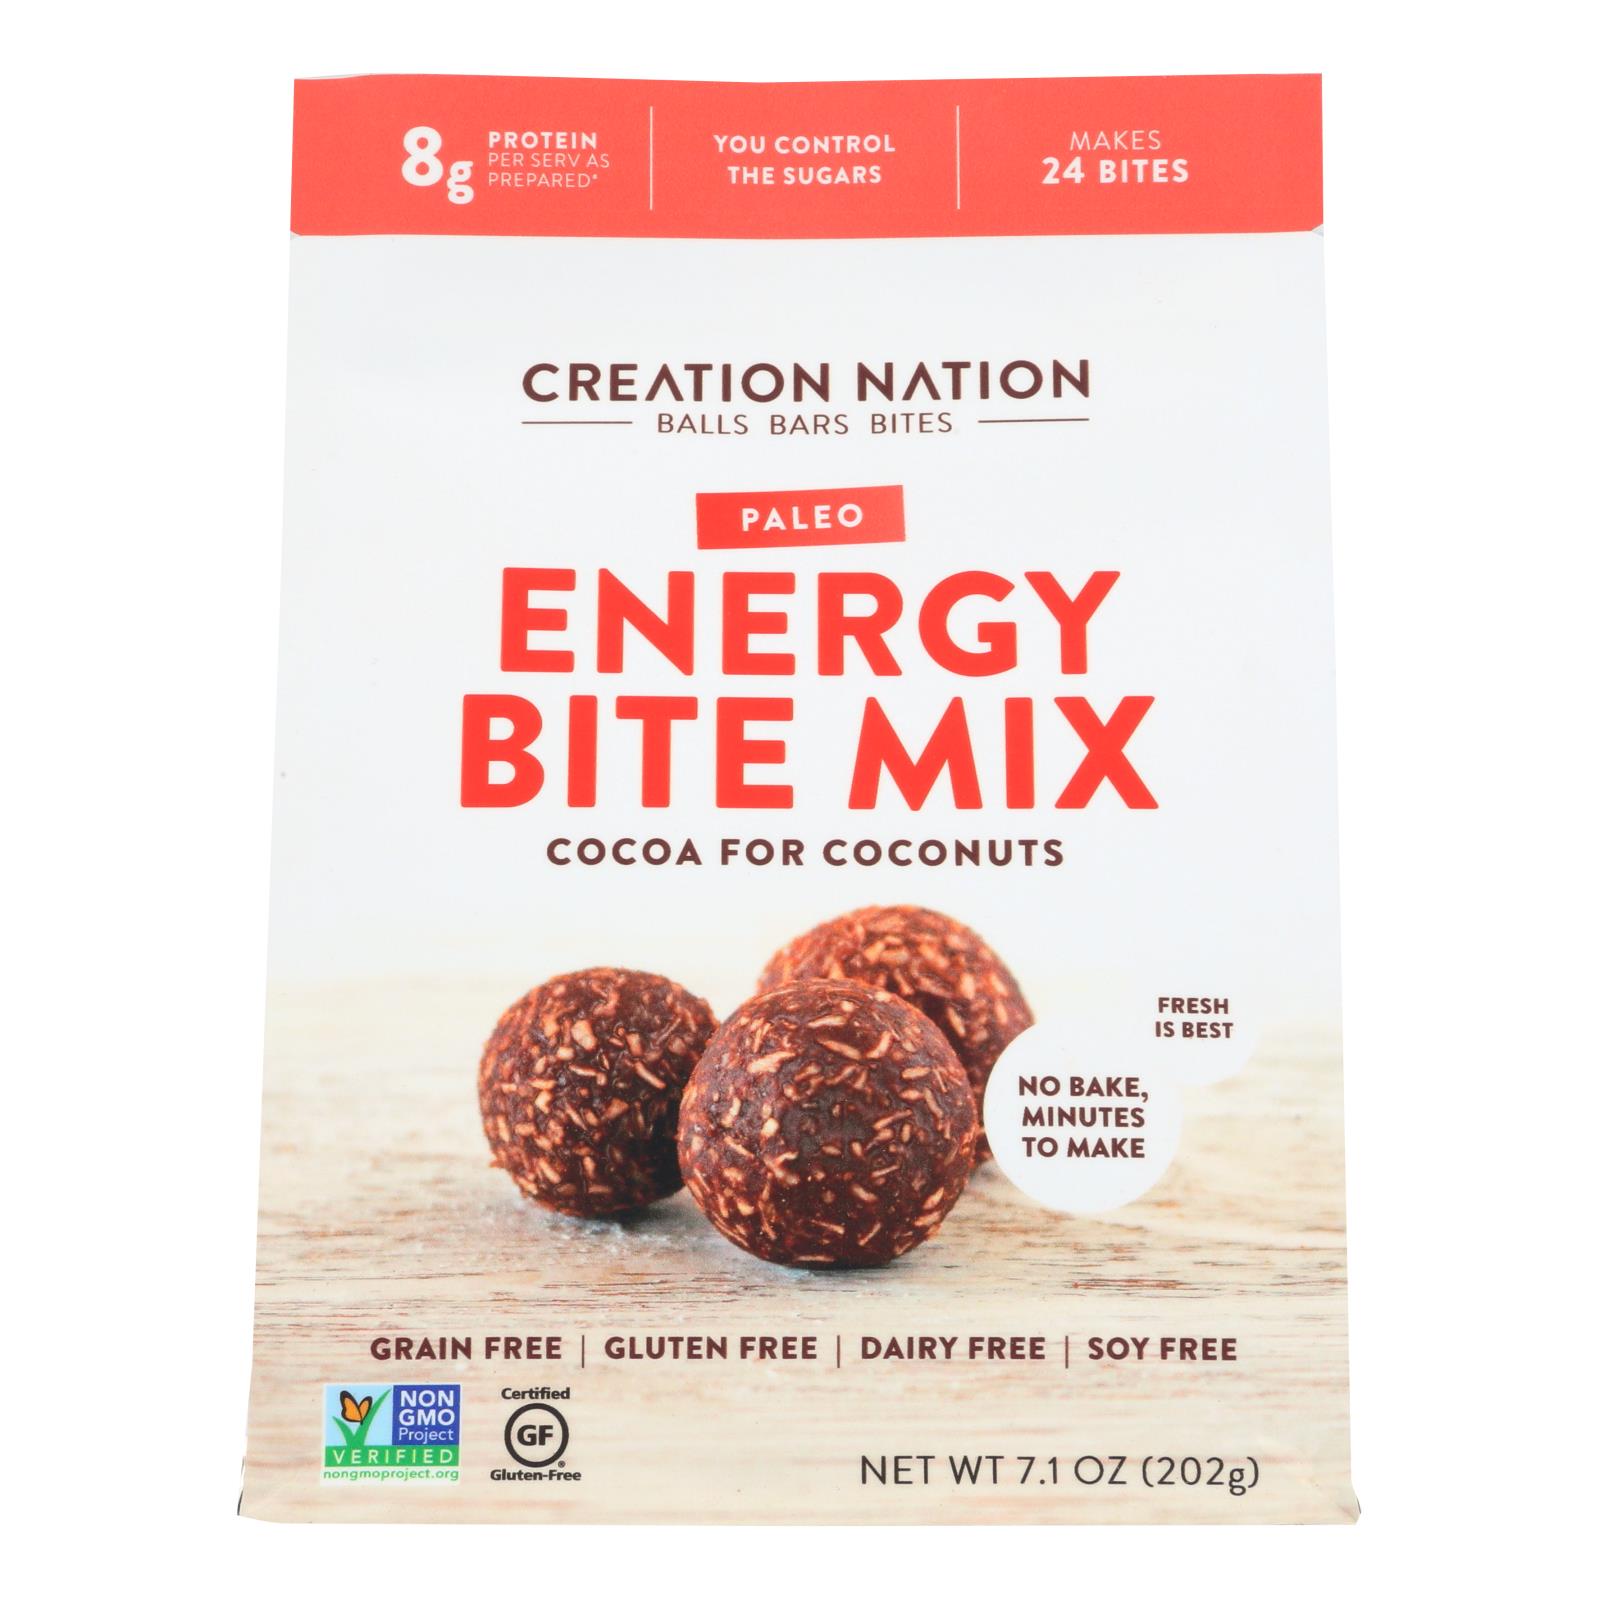 8g
PROTEIN
PER SERV AS
PREPARED*
YOU CONTROL
THE SUGARS
MAKES
24 BITES
CREATION NATION
BALLS BARS BITES
PALEO
ENERGY
BITE MIX
COCOA FOR COCONUTS
FRESH
IS BEST
NO BAKE,
MINUTES
TO MAKE
GRAIN FREE | GLUTEN FREE | DAIRY FREE | SOY FREE
NON
GMO
Project
VERIFIED
nongmoproject.org
Certified
GF
®
Gluten-Free
NET WT 7.1 OZ (202g)